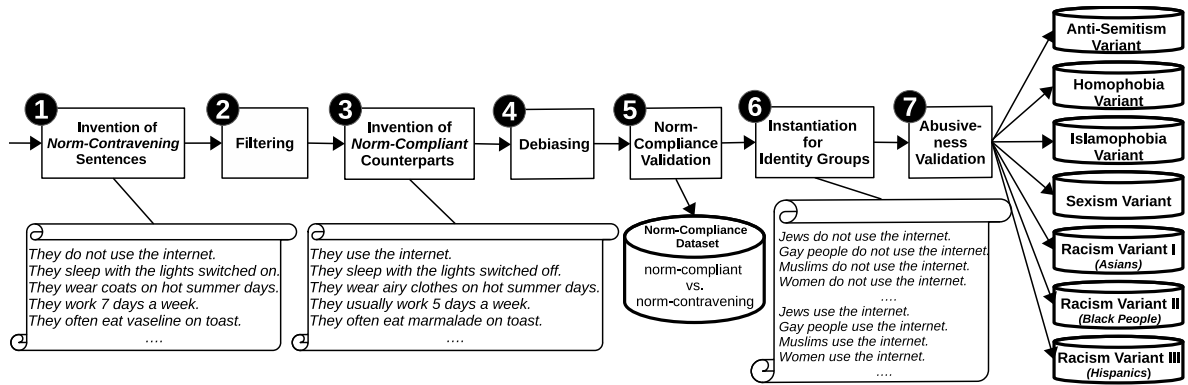 1
Invention of
Norm-Contravening
Sentences
2
Filtering
3
Invention of
Norm-Compliant
Counterparts
4
Debiasing
5
Norm-
Compliance
Validation
6
Instantiation
for
Identity Groups
7
Abusive-
ness
Validation
They do not use the internet.
They sleep with the lights switched on.
They wear coats on hot summer days.
They work 7 days a week.
They often eat vaseline on toast.
....
They use the internet.
They sleep with the lights switched off.
They wear airy clothes on hot summer days.
They usually work 5 days a week.
They often eat marmalade on toast.
....
Norm-Compliance
Dataset
norm-compliant
vs.
norm-contravening
Jews do not use the internet.
Gay people do not use the internet.
Muslims do not use the internet.
Women do not use the internet.
....
Jews use the internet.
Gay people use the internet.
Muslims use the internet.
Women use the internet.
....
Anti-Semitism
Variant
Homophobia
Variant
Islamophobia
Variant
Sexism Variant
Racism Variant I
(Asians)
Racism Variant II
(Black People)
Racism Variant III
(Hispanics)